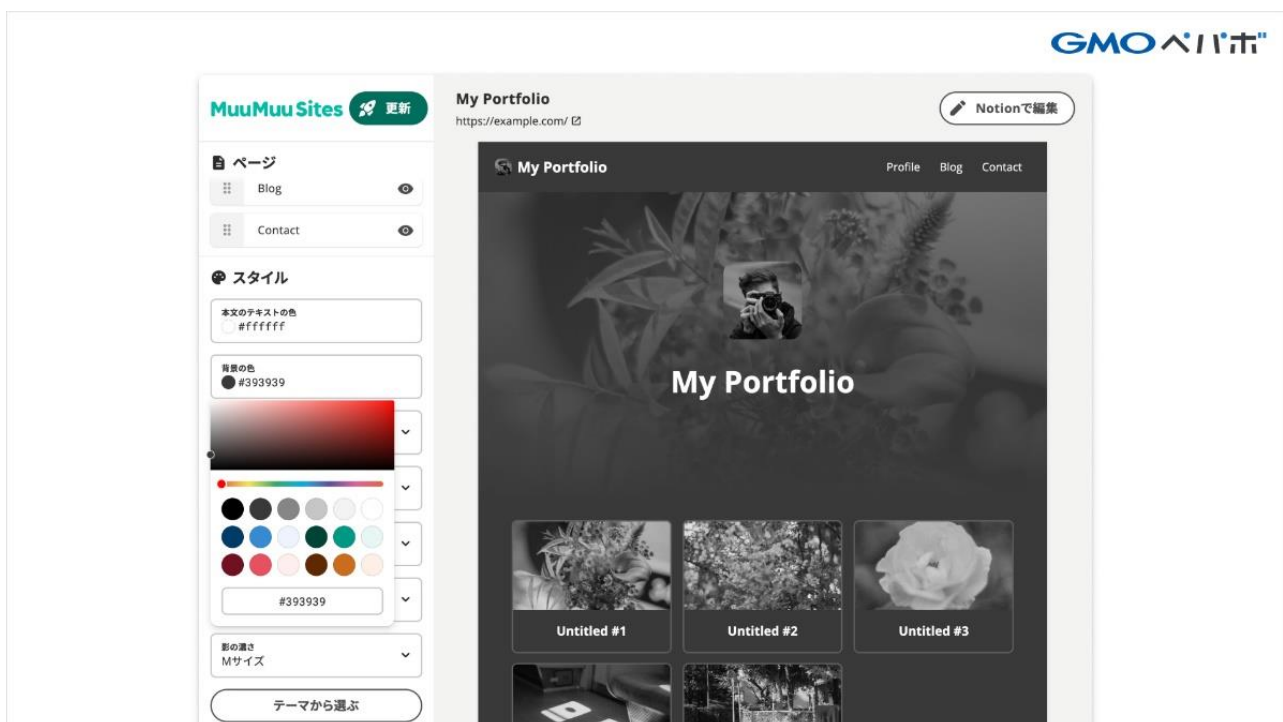 GMOペパボ
MuuMuu Sites
更新
My Portfolio
https://example.com/
Notionで編集
ページ
Blog
Contact
スタイル
本文のテキストの色
#ffffff
背景の色
#393939
#393939
影の濃さ
Mサイズ
テーマから選ぶ
My Portfolio
Profile Blog Contact
My Portfolio
Untitled #1
Untitled #2
Untitled #3